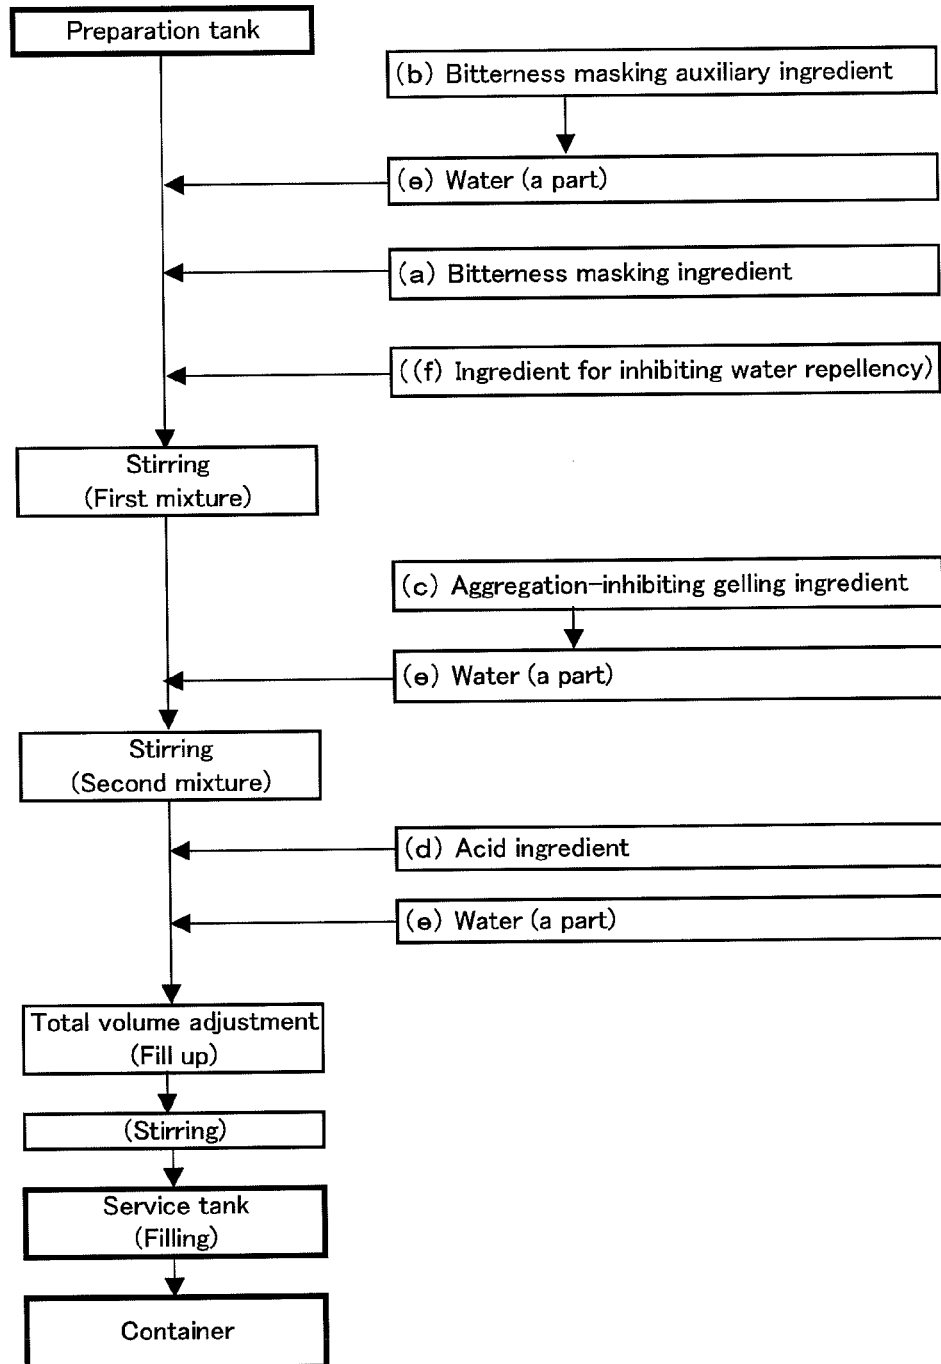 Preparation tank
(b) Bitterness masking auxiliary ingredient
(e) Water (a part)
(a) Bitterness masking ingredient
((f) Ingredient for inhibiting water repellency)
Stirring
(First mixture)
(c) Aggregation-inhibiting gelling ingredient
(e) Water (a part)
Stirring
(Second mixture)
(d) Acid ingredient
(e) Water (a part)
Total volume adjustment
(Fill up)
(Stirring)
Service tank
(Filling)
Container